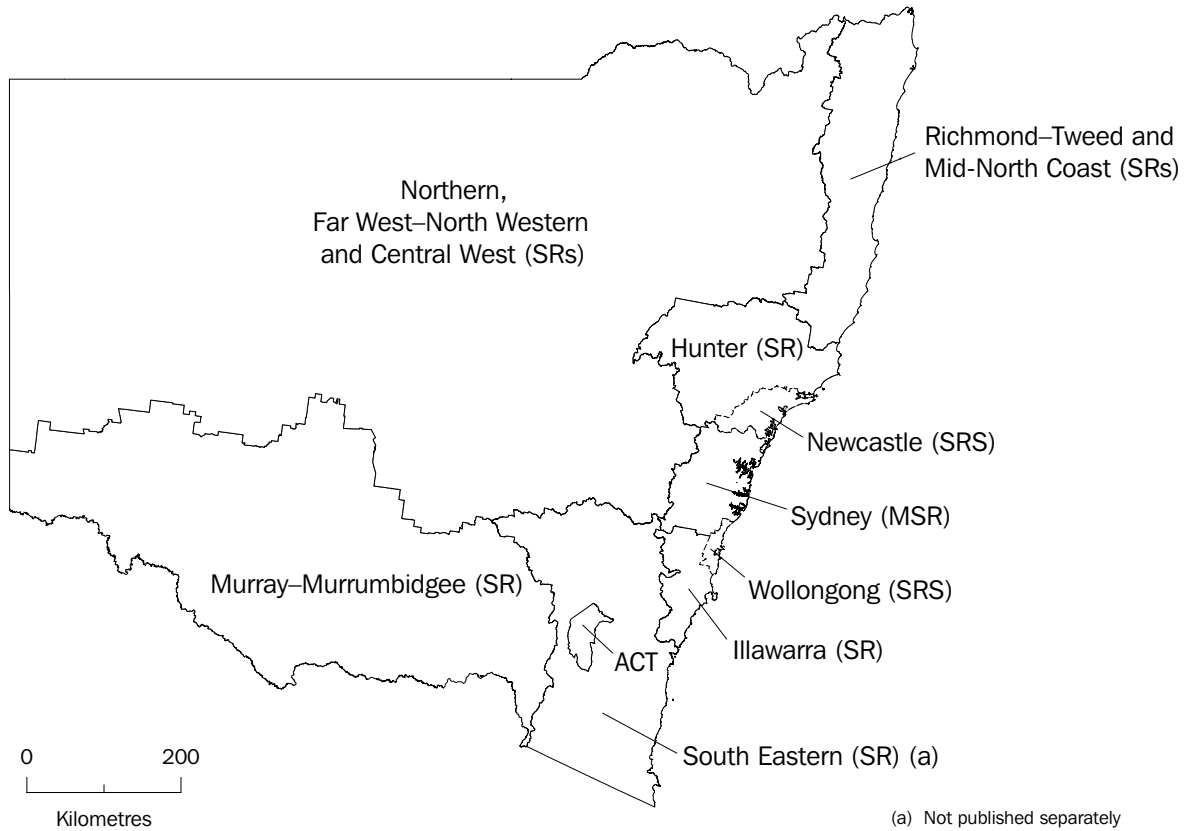 Richmond–Tweed and
Mid-North Coast (SRs)
Northern,
Far West–North Western
and Central West (SRs)
Hunter (SR)
Newcastle (SRS)
Sydney (MSR)
Murray–Murrumbidgee (SR)
Wollongong (SRS)
Illawarra (SR)
ACT
South Eastern (SR) (a)
0 200
Kilometres
(a) Not published separately